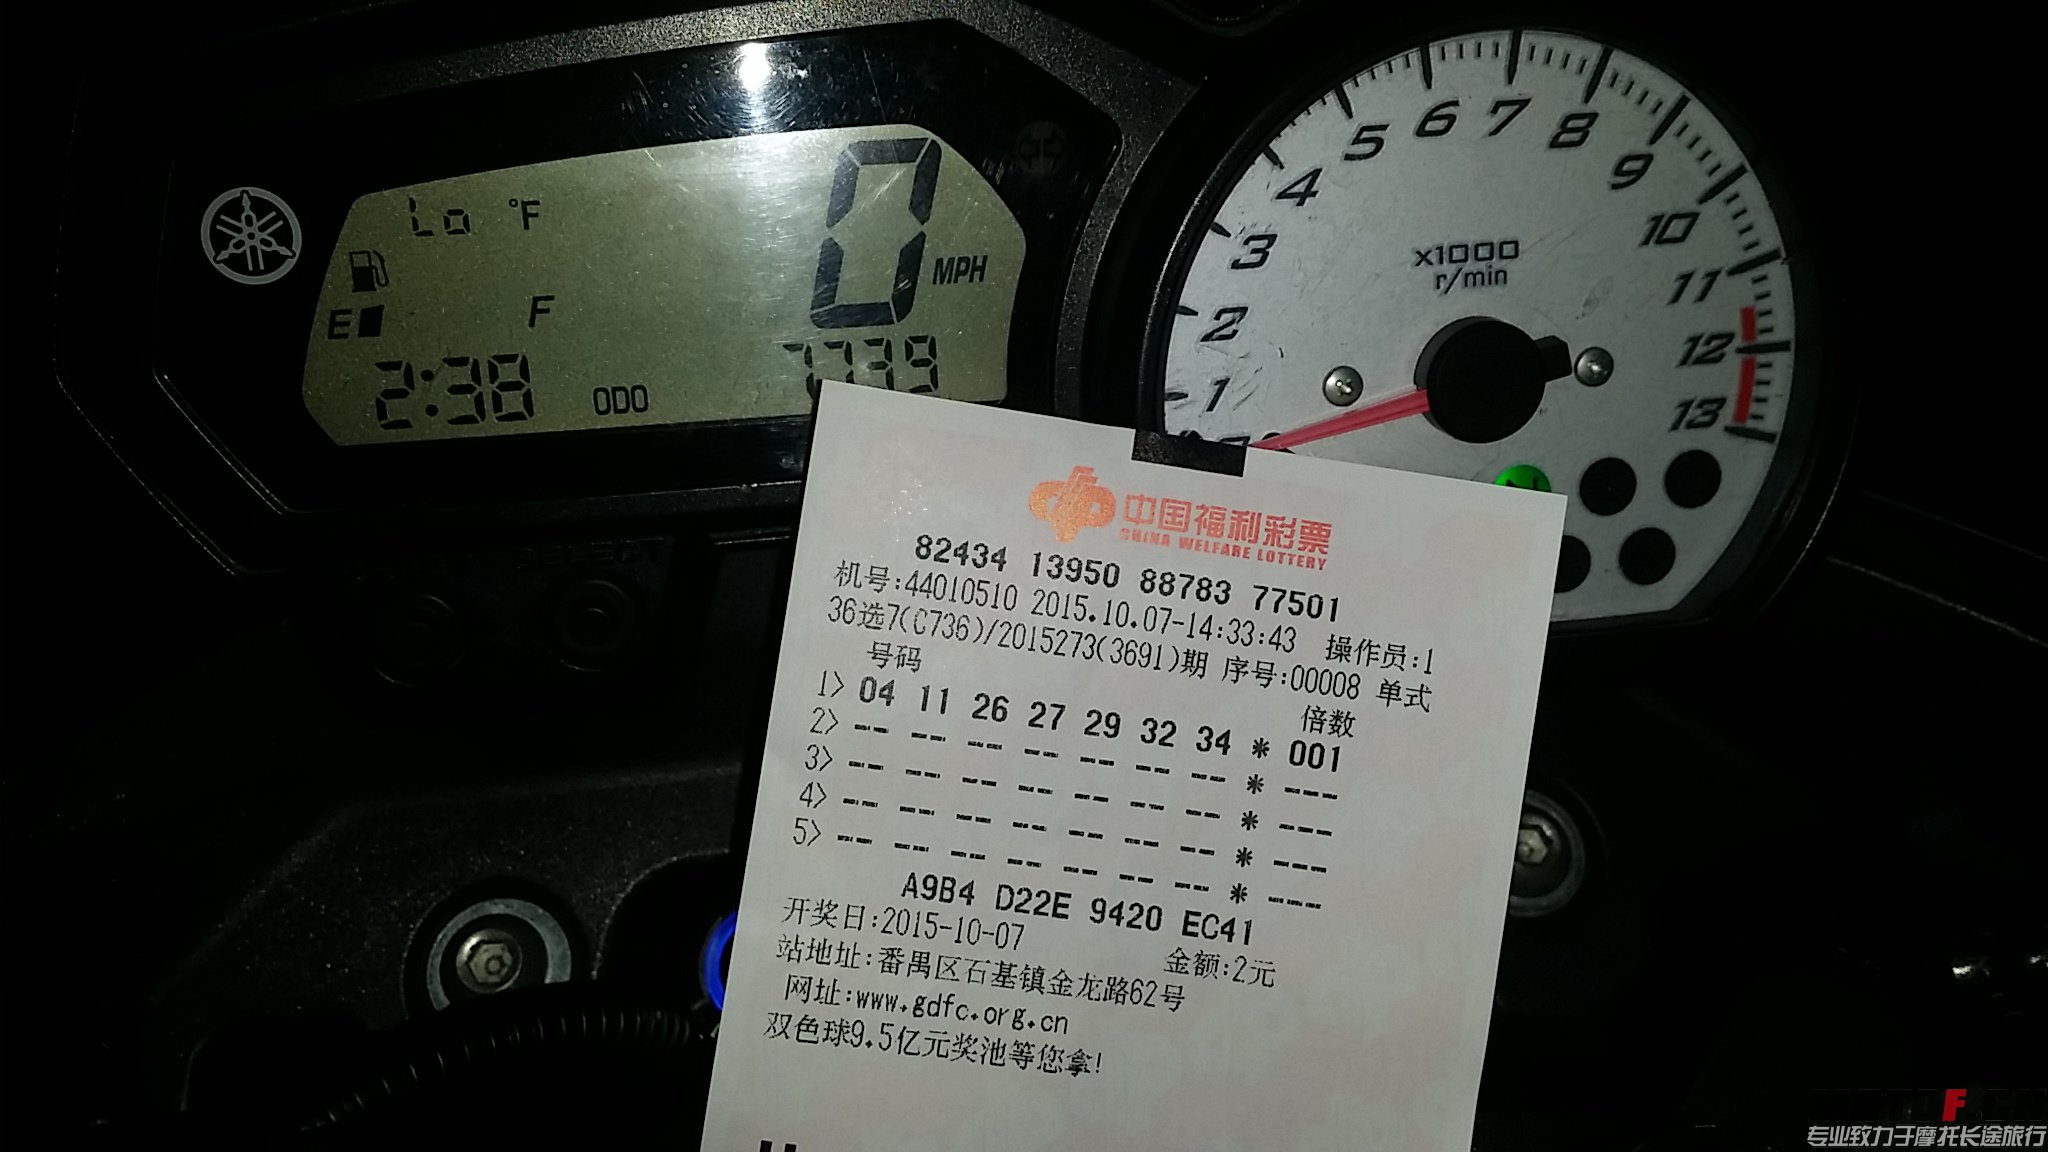 Lo °F
0
MPH
E F
2:38 ODO 7739
1 2 3 4 5 6 7 8 9 10 11 12 13
X1000
r/min
中国福利彩票
CHINA WELFARE LOTTERY
82434 13950 88783 77501
机号:44010510 2015.10.07-14:33:43 操作员:1
36选7(C736)/2015273(3691)期 序号:00008 单式
号码 倍数
1> 04 11 26 27 29 32 34 * 001
2> -- -- -- -- -- -- -- * ---
3> -- -- -- -- -- -- -- * ---
4> -- -- -- -- -- -- -- * ---
5> -- -- -- -- -- -- -- * ---
A9B4 D22E 9420 EC41
开奖日:2015-10-07 金额:2元
站地址:番禺区石基镇金龙路62号
网址:www.gdfc.org.cn
双色球9.5亿元奖池等您拿!
专业致力于摩托长途旅行